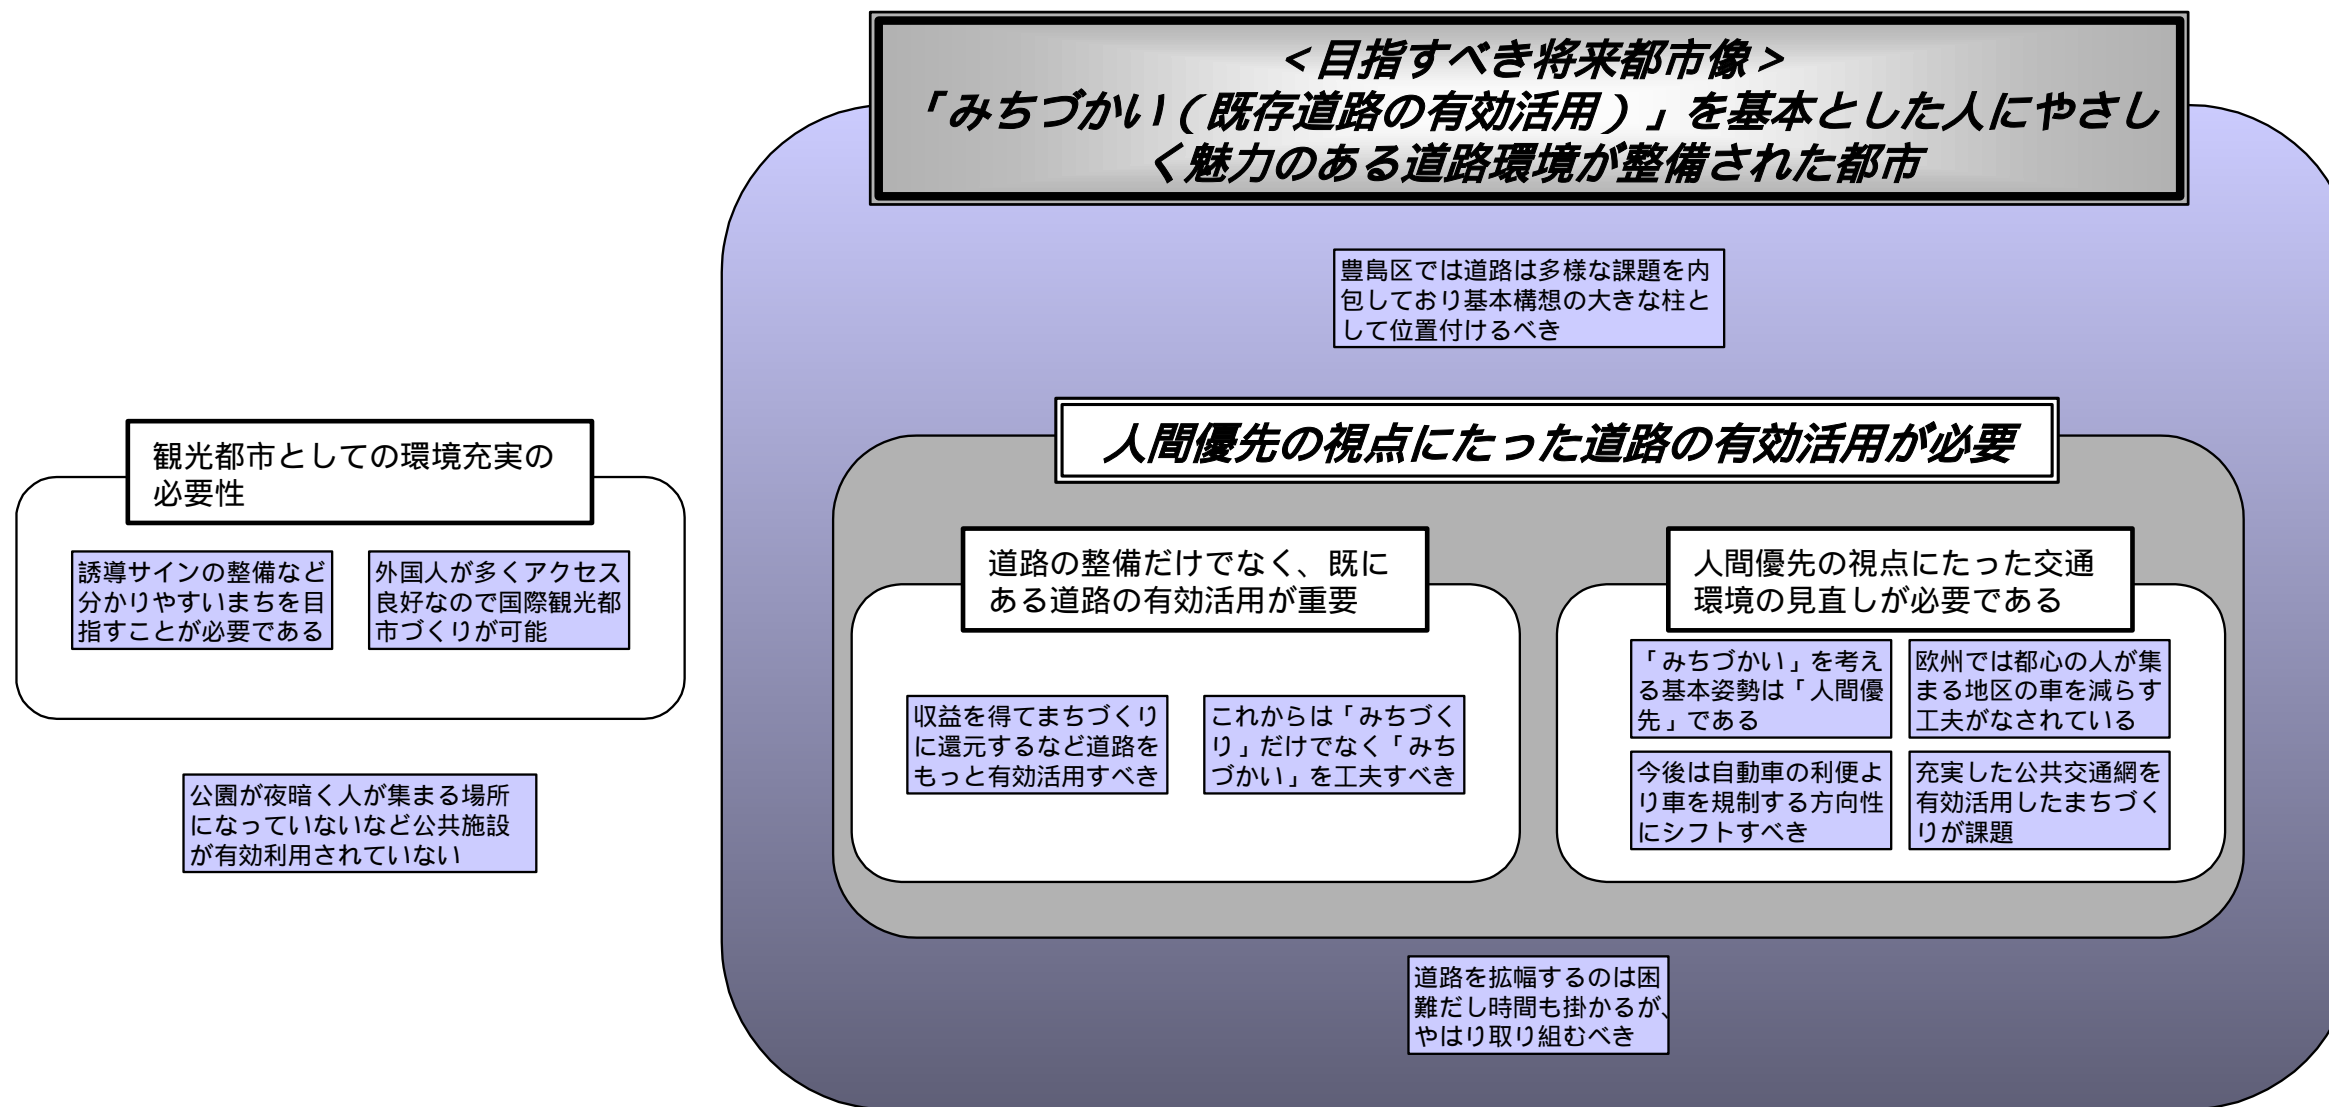 ＜目指すべき将来都市像＞
「みちづかい（既存道路の有効活用）」を基本とした人にやさし
く魅力のある道路環境が整備された都市
豊島区では道路は多様な課題を内
包しており基本構想の大きな柱と
して位置付けるべき
人間優先の視点にたった道路の有効活用が必要
観光都市としての環境充実の
必要性
誘導サインの整備など
分かりやすいまちを目
指すことが必要である
外国人が多くアクセス
良好なので国際観光都
市づくりが可能
公園が夜暗く人が集まる場所
になっていないなど公共施設
が有効利用されていない
道路の整備だけでなく、既に
ある道路の有効活用が重要
収益を得てまちづくり
に還元するなど道路を
もっと有効活用すべき
これからは「みちづく
り」だけでなく「みち
づかい」を工夫すべき
人間優先の視点にたった交通
環境の見直しが必要である
「みちづかい」を考え
る基本姿勢は「人間優
先」である
欧州では都心の人が集
まる地区の車を減らす
工夫がなされている
今後は自動車の利便よ
り車を規制する方向性
にシフトすべき
充実した公共交通網を
有効活用したまちづく
りが課題
道路を拡幅するのは困
難だし時間も掛かるが、
やはり取り組むべき